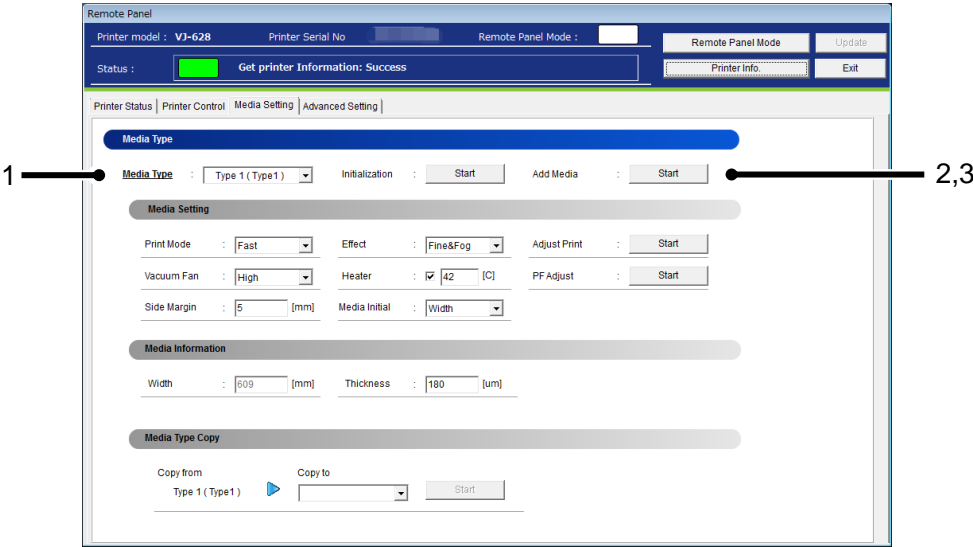 Remote Panel
Printer model : VJ-628 Printer Serial No Remote Panel Mode : Remote Panel Mode Update
Status : Get printer Information: Success Printer Info. Exit
Printer Status Printer Control Media Setting Advanced Setting
Media Type
1 Media Type : Type 1 ( Type1 ) Initialization : Start Add Media : Start 2,3
Media Setting
Print Mode : Fast Effect : Fine&Fog Adjust Print : Start
Vacuum Fan : High Heater : 42 [C] PF Adjust : Start
Side Margin : 5 [mm] Media Initial : Width
Media Information
Width : 609 [mm] Thickness : 180 [um]
Media Type Copy
Copy from Copy to
Type 1 ( Type1 ) Start